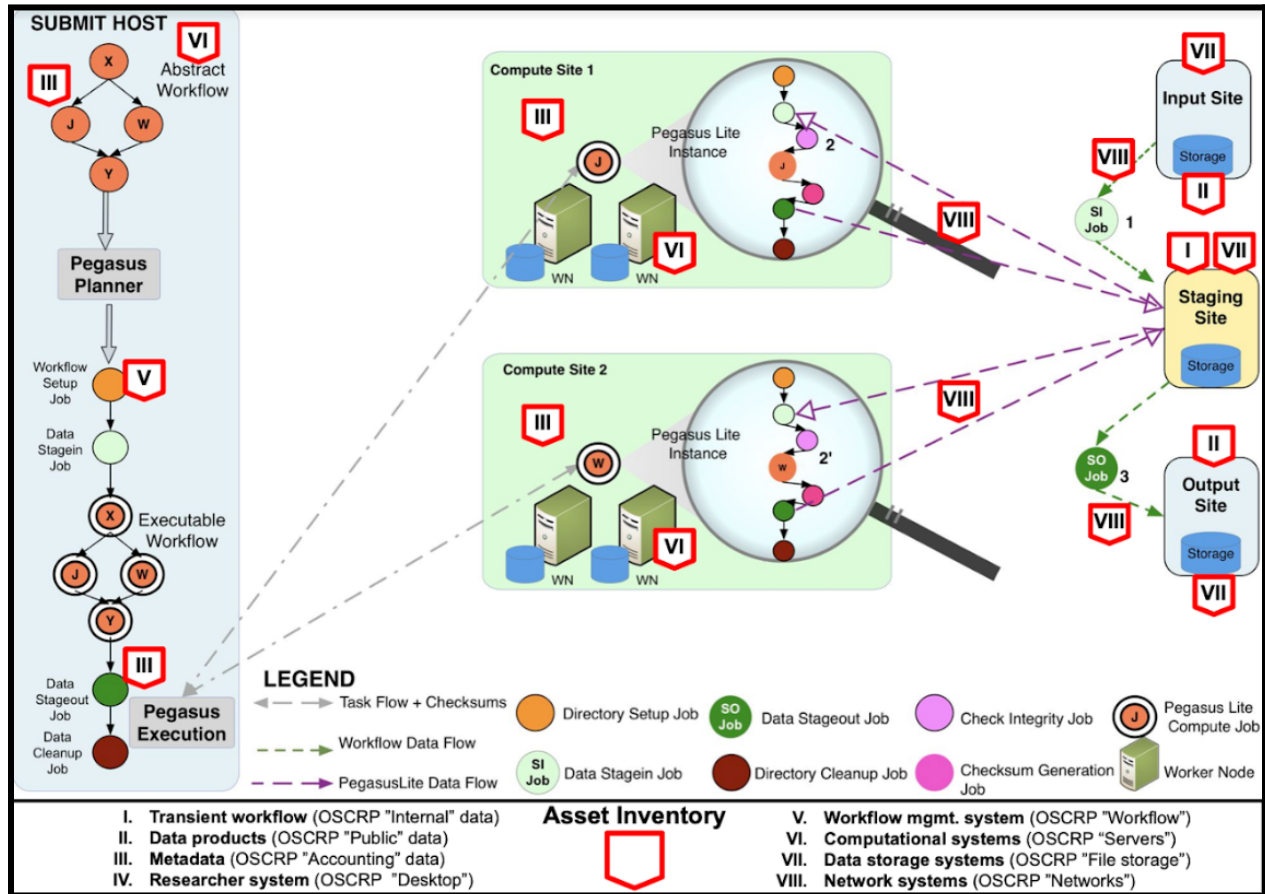 SUBMIT HOST
VI
Abstract
Workflow
III
X
J
W
Y
Pegasus
Planner
Workflow
Setup
Job
V
Data
Stagein
Job
X
Executable
Workflow
J
W
Y
III
Data
Stageout
Job
Pegasus
Execution
Data
Cleanup
Job
Compute Site 1
III
Pegasus Lite
Instance
J
WN
WN
VI
2
J
VIII
Compute Site 2
III
Pegasus Lite
Instance
W
WN
WN
VI
2'
W
VIII
VII
Input Site
Storage
II
VIII
SI
Job
1
I
VII
Staging
Site
Storage
SO
Job
3
VIII
II
Output
Site
Storage
VII
LEGEND
Task Flow + Checksums
Workflow Data Flow
PegasusLite Data Flow
Directory Setup Job
SI
Job
Data Stagein Job
SO
Job
Data Stageout Job
Directory Cleanup Job
Check Integrity Job
Checksum Generation
Job
J
Pegasus Lite
Compute Job
Worker Node
Asset Inventory
I. Transient workflow (OSCRP "Internal" data)
II. Data products (OSCRP "Public" data)
III. Metadata (OSCRP "Accounting" data)
IV. Researcher system (OSCRP "Desktop")
V. Workflow mgmt. system (OSCRP "Workflow")
VI. Computational systems (OSCRP “Servers”)
VII. Data storage systems (OSCRP "File storage")
VIII. Network systems (OSCRP "Networks")